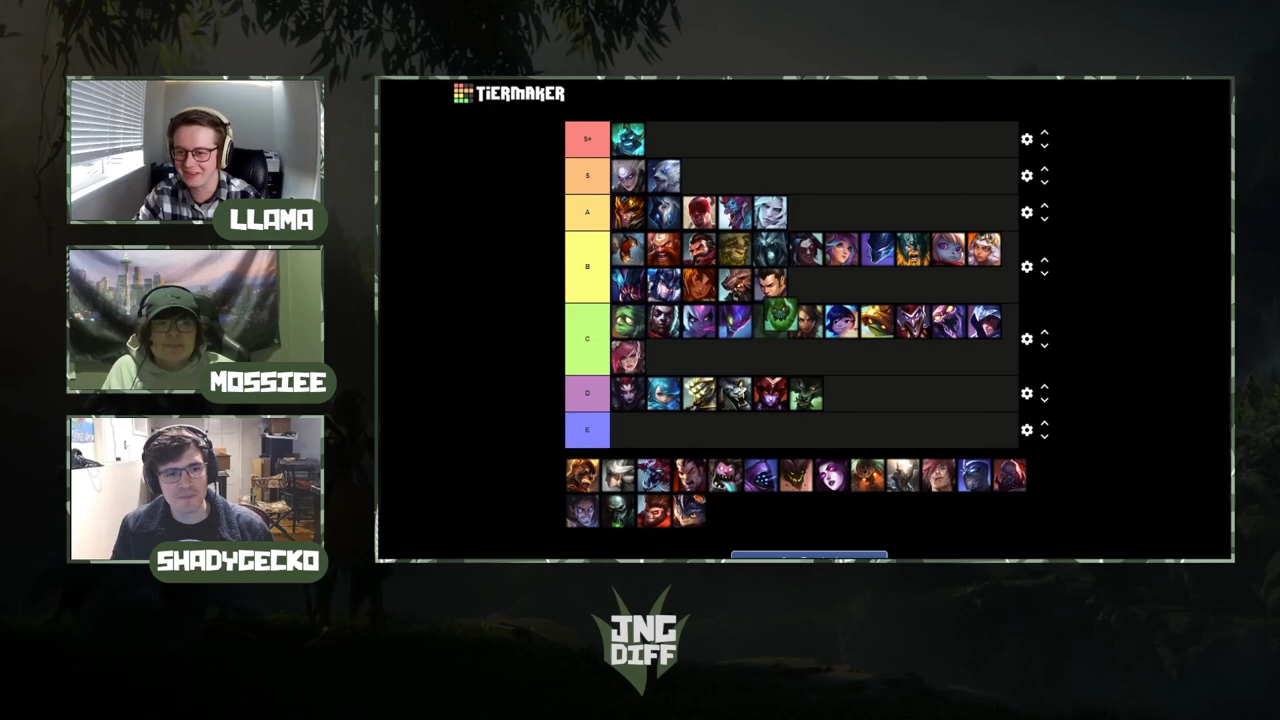 LLAMA
MOSSIEE
SHADYGECKO
TIERMAKER
S+
S
A
B
C
D
E
JNG
DIFF